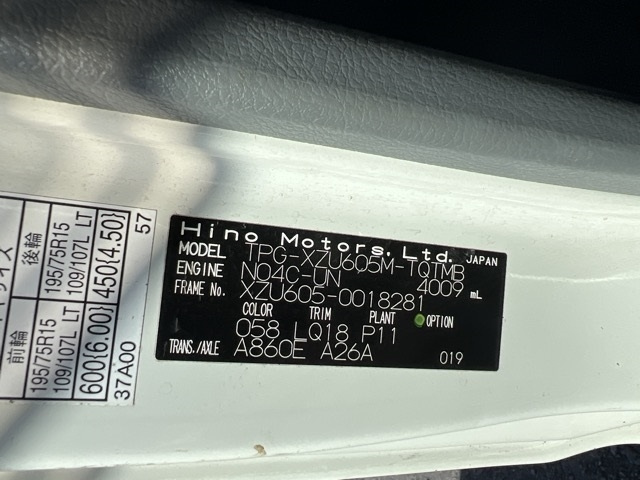 Hino Motors, Ltd. JAPAN
MODEL TPG-XZU605M-TQTMB
ENGINE N04C-UN 4009 mL
FRAME No. XZU605-0018281
COLOR TRIM PLANT OPTION
058 LQ18 P11
TRANS./AXLE A860E A26A 019
イズ
前輪 後輪
195/75R15 195/75R15
109/107L LT 109/107L LT
600{6.00} 450{4.50}
37A00 57